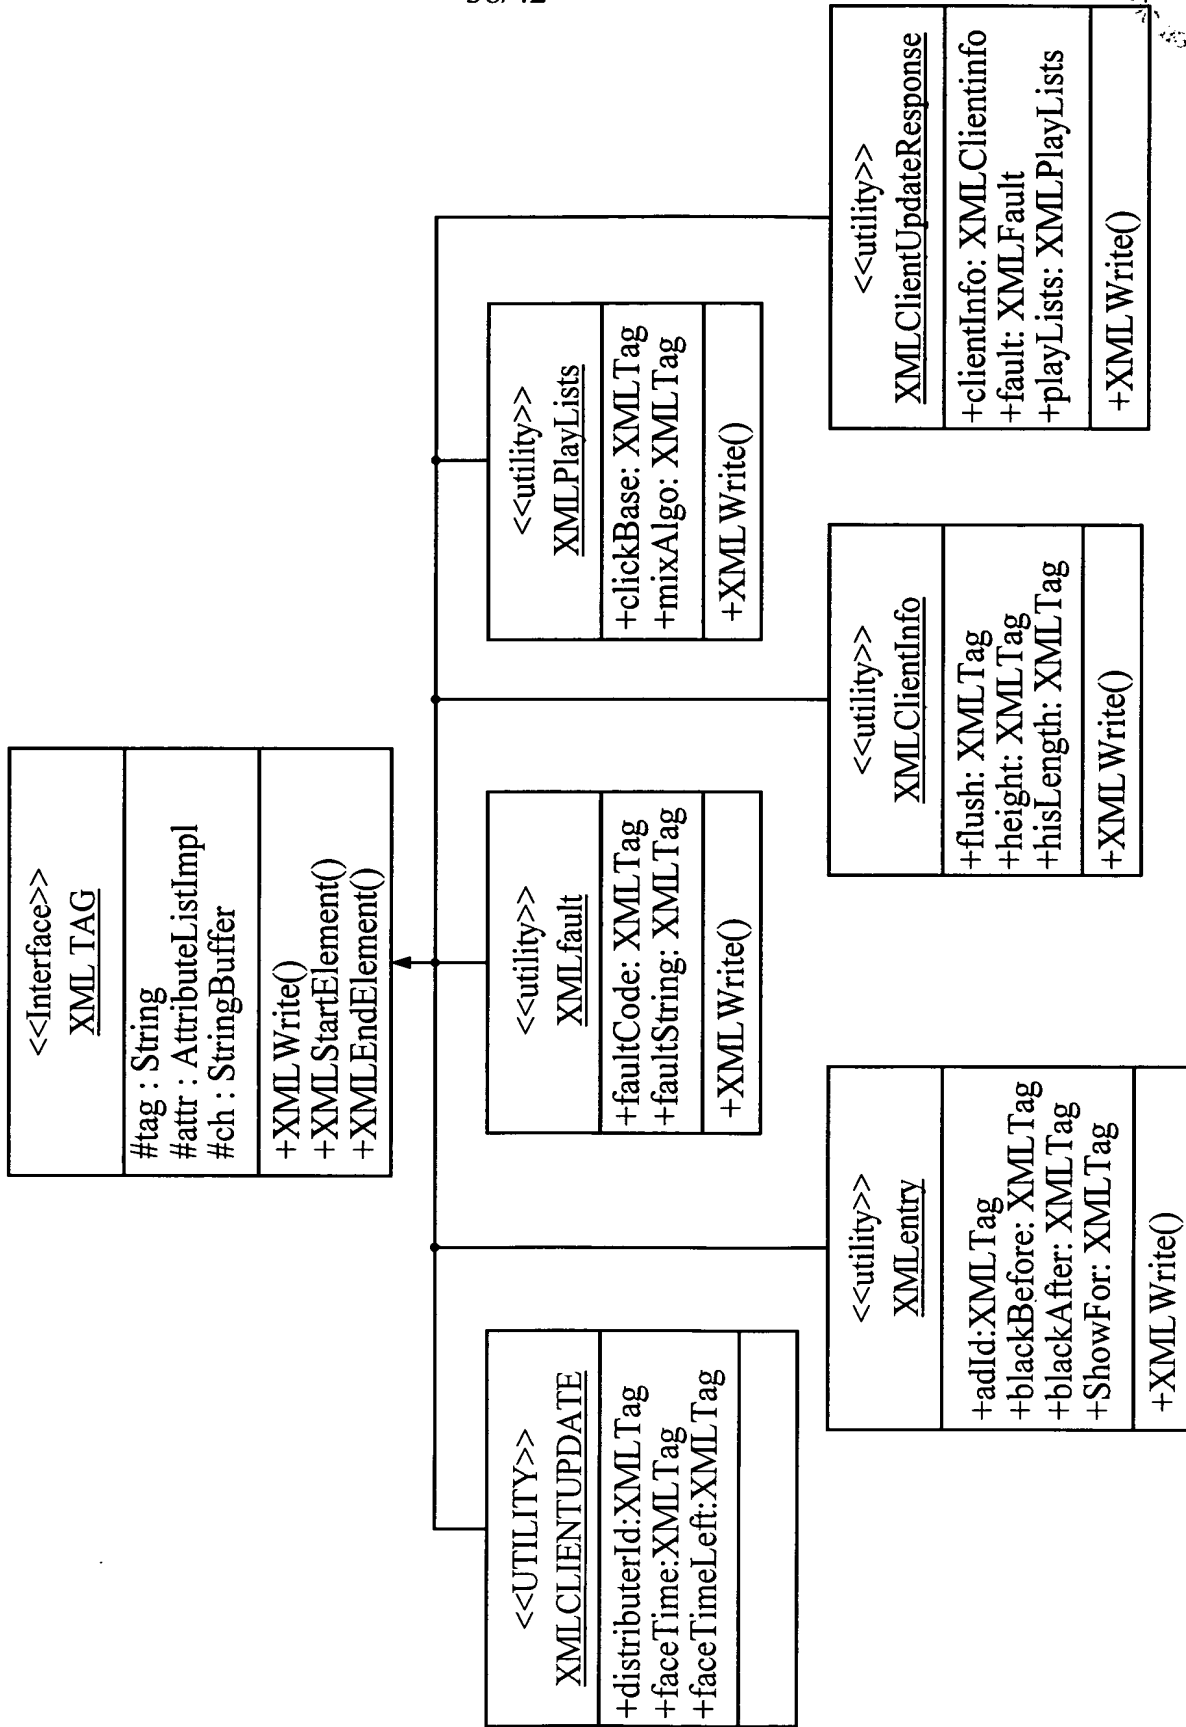 <<Interface>>
XML TAG
#tag : String
#attr : AttributeListImpl
#ch : StringBuffer
+XMLWrite()
+XMLStartElement()
+XMLEndElement()
<<UTILITY>>
XMLCLIENTUPDATE
+distributerId:XMLTag
+faceTime:XMLTag
+faceTimeLeft:XMLTag
<<utility>>
XMLfault
+faultCode: XMLTag
+faultString: XMLTag
+XMLWrite()
<<utility>>
XMLPlayLists
+clickBase: XMLTag
+mixAlgo: XMLTag
+XMLWrite()
<<utility>>
XMLentry
+adId:XMLTag
+blackBefore: XMLTag
+blackAfter: XMLTag
+ShowFor: XMLTag
+XMLWrite()
<<utility>>
XMLClientInfo
+flush: XMLTag
+height: XMLTag
+hisLength: XMLTag
+XMLWrite()
<<utility>>
XMLClientUpdateResponse
+clientInfo: XMLClientinfo
+fault: XMLFault
+playLists: XMLPlayLists
+XMLWrite()